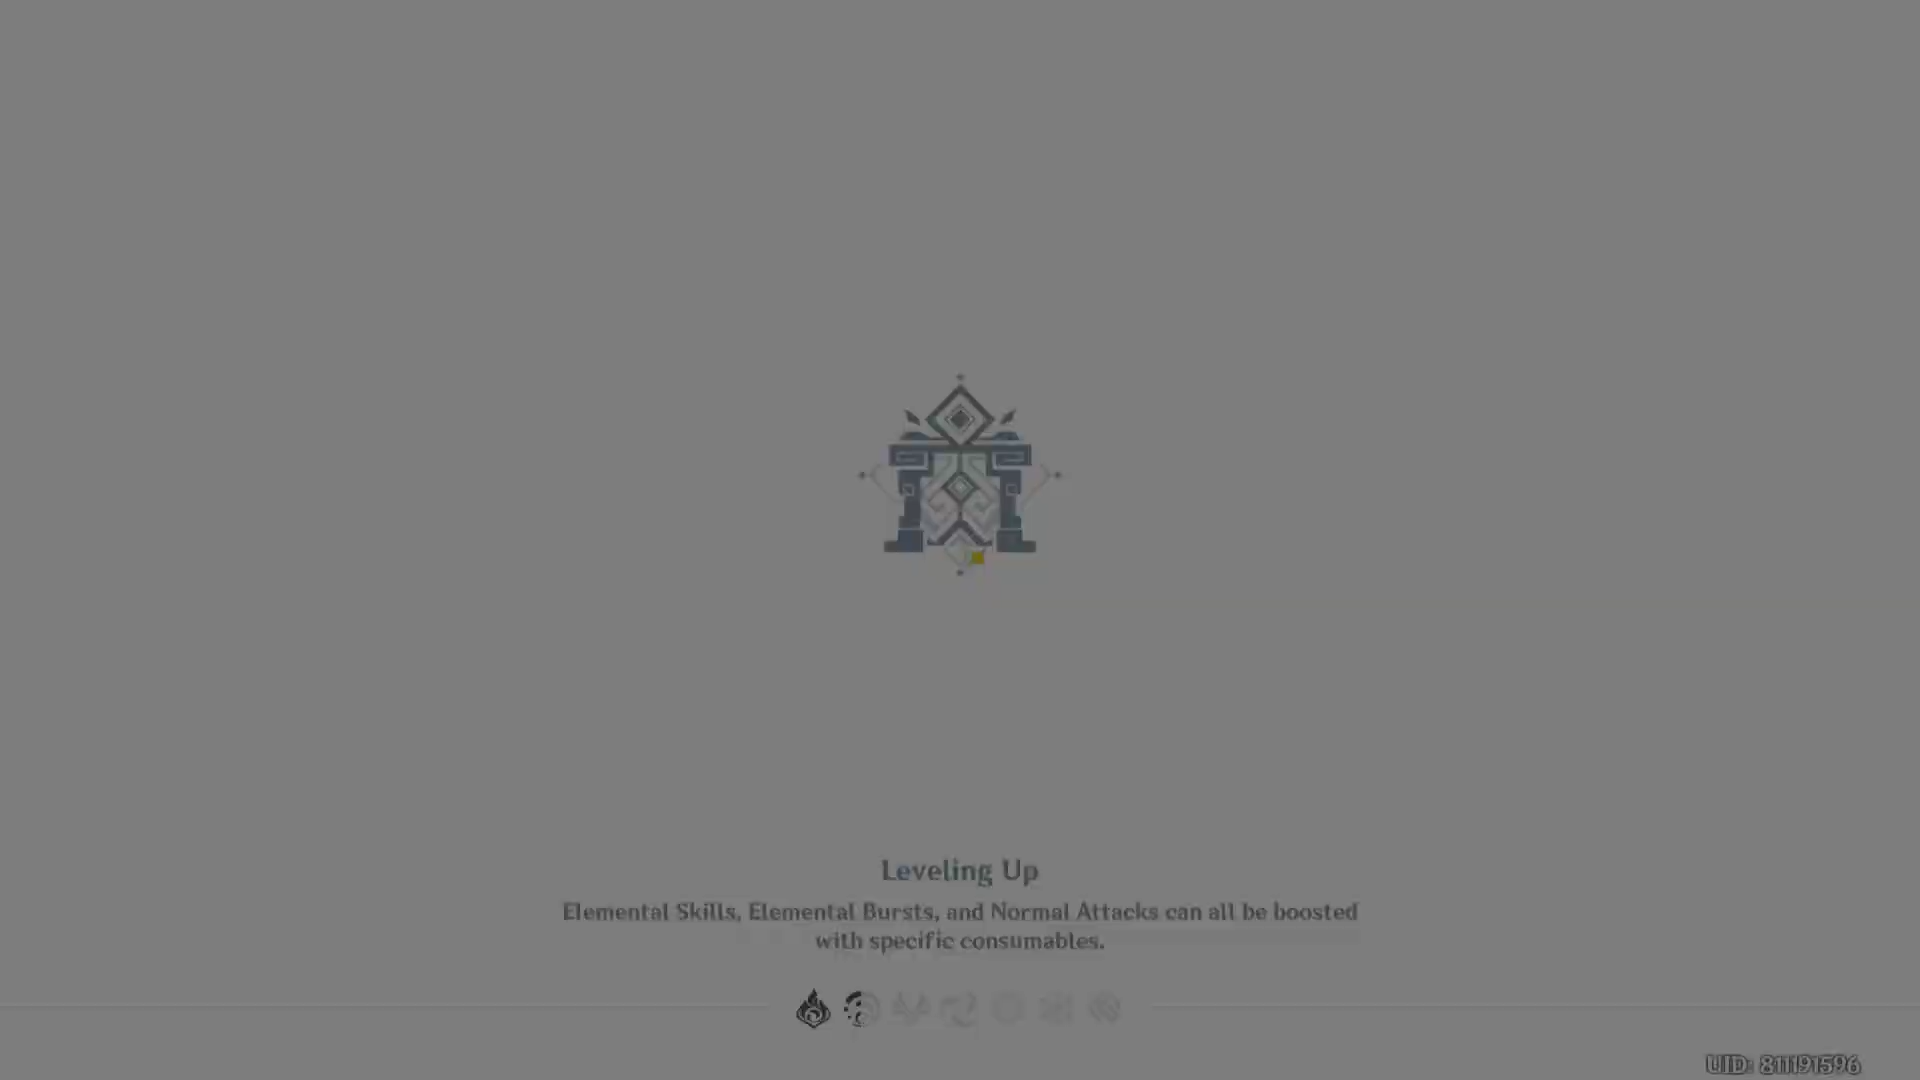 Leveling Up
Elemental Skills, Elemental Bursts, and Normal Attacks can all be boosted
with specific consumables.
UID: 811191596